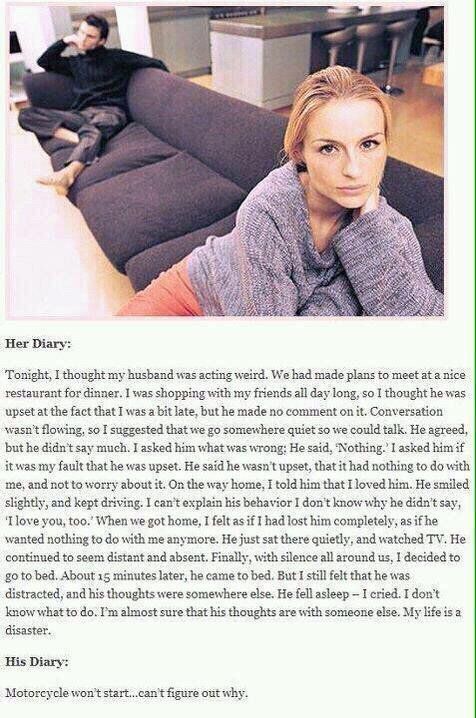 Her Diary:
Tonight, I thought my husband was acting weird. We had made plans to meet at a nice
restaurant for dinner. I was shopping with my friends all day long, so I thought he was
upset at the fact that I was a bit late, but he made no comment on it. Conversation
wasn't flowing, so I suggested that we go somewhere quiet so we could talk. He agreed,
but he didn't say much. I asked him what was wrong; He said, 'Nothing.' I asked him if
it was my fault that he was upset. He said he wasn't upset, that it had nothing to do with
me, and not to worry about it. On the way home, I told him that I loved him. He smiled
slightly, and kept driving. I can't explain his behavior I don't know why he didn't say,
'I love you, too.' When we got home, I felt as if I had lost him completely, as if he
wanted nothing to do with me anymore. He just sat there quietly, and watched TV. He
continued to seem distant and absent. Finally, with silence all around us, I decided to
go to bed. About 15 minutes later, he came to bed. But I still felt that he was
distracted, and his thoughts were somewhere else. He fell asleep – I cried. I don't
know what to do. I'm almost sure that his thoughts are with someone else. My life is a
disaster.
His Diary:
Motorcycle won't start...can't figure out why.